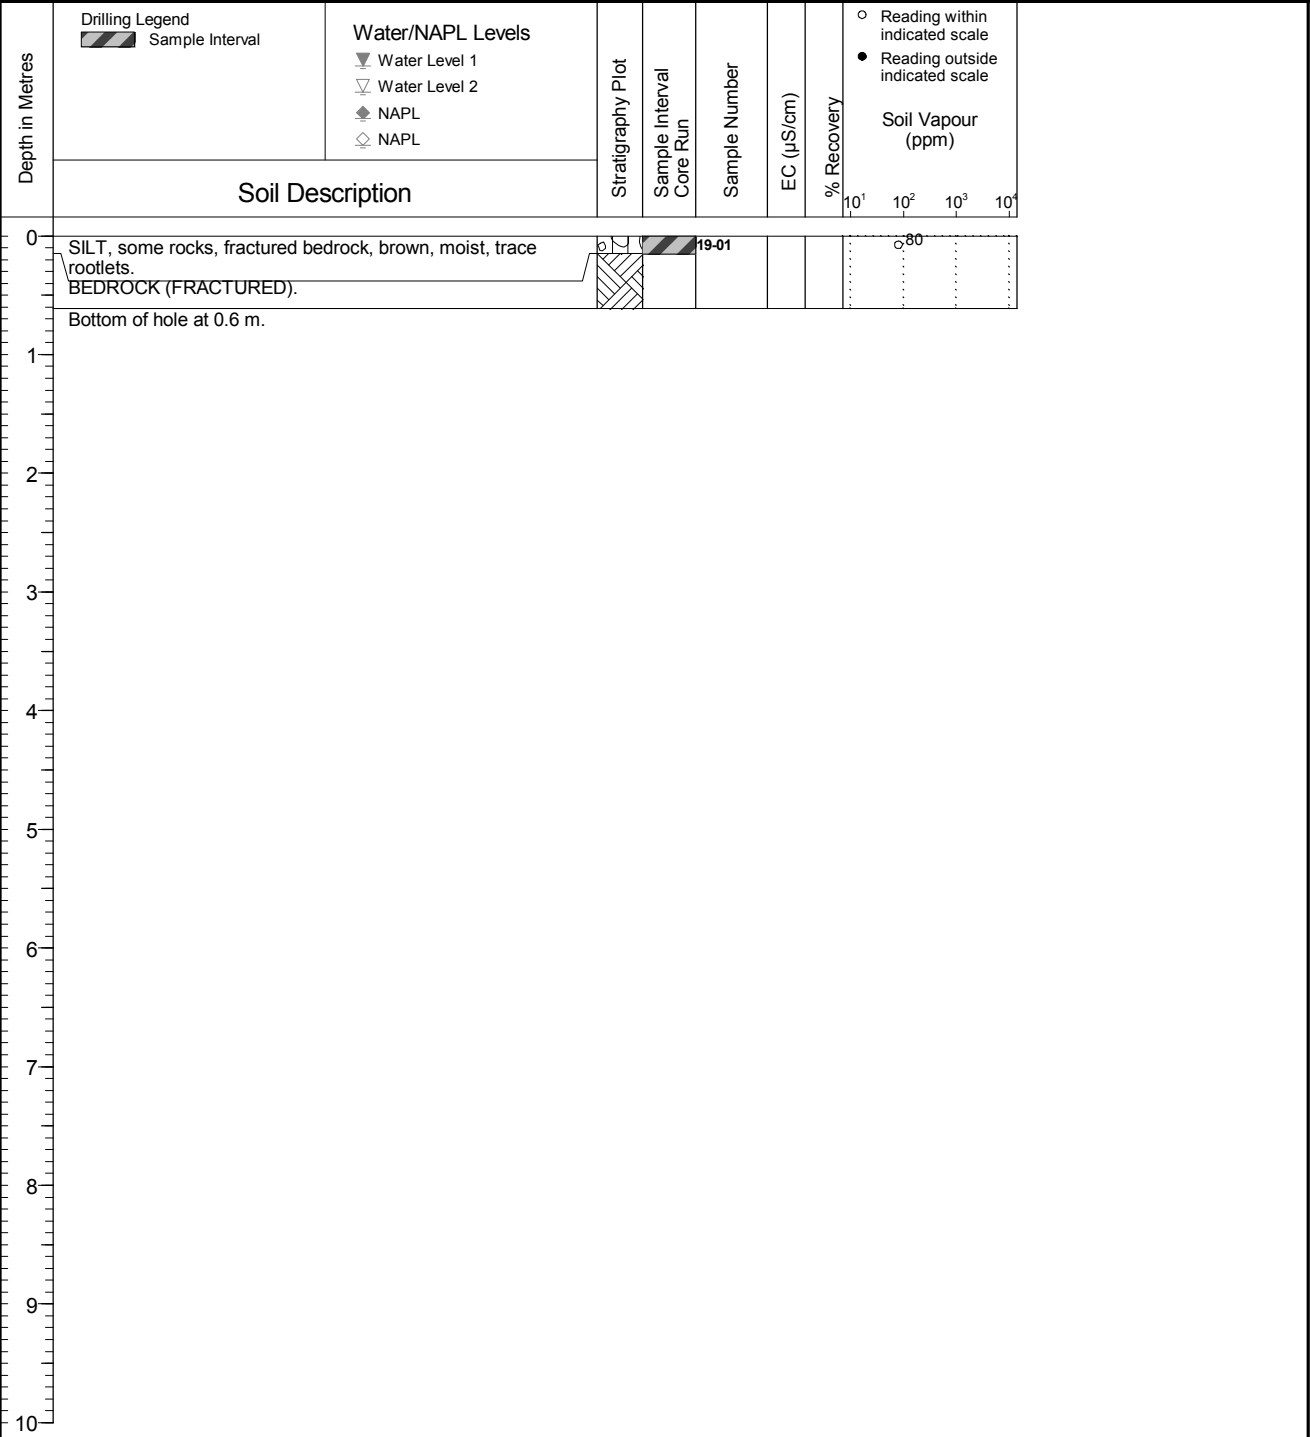 Depth in Metres
Drilling Legend
Sample Interval
Water/NAPL Levels
Water Level 1
Water Level 2
NAPL
NAPL
Soil Description
Stratigraphy Plot
Sample Interval
Core Run
Sample Number
EC (µS/cm)
% Recovery
Reading within
indicated scale
Reading outside
indicated scale
Soil Vapour
(ppm)
10¹ 10² 10³ 10⁴
0
SILT, some rocks, fractured bedrock, brown, moist, trace
rootlets.
19-01
80
BEDROCK (FRACTURED).
Bottom of hole at 0.6 m.
1
2
3
4
5
6
7
8
9
10